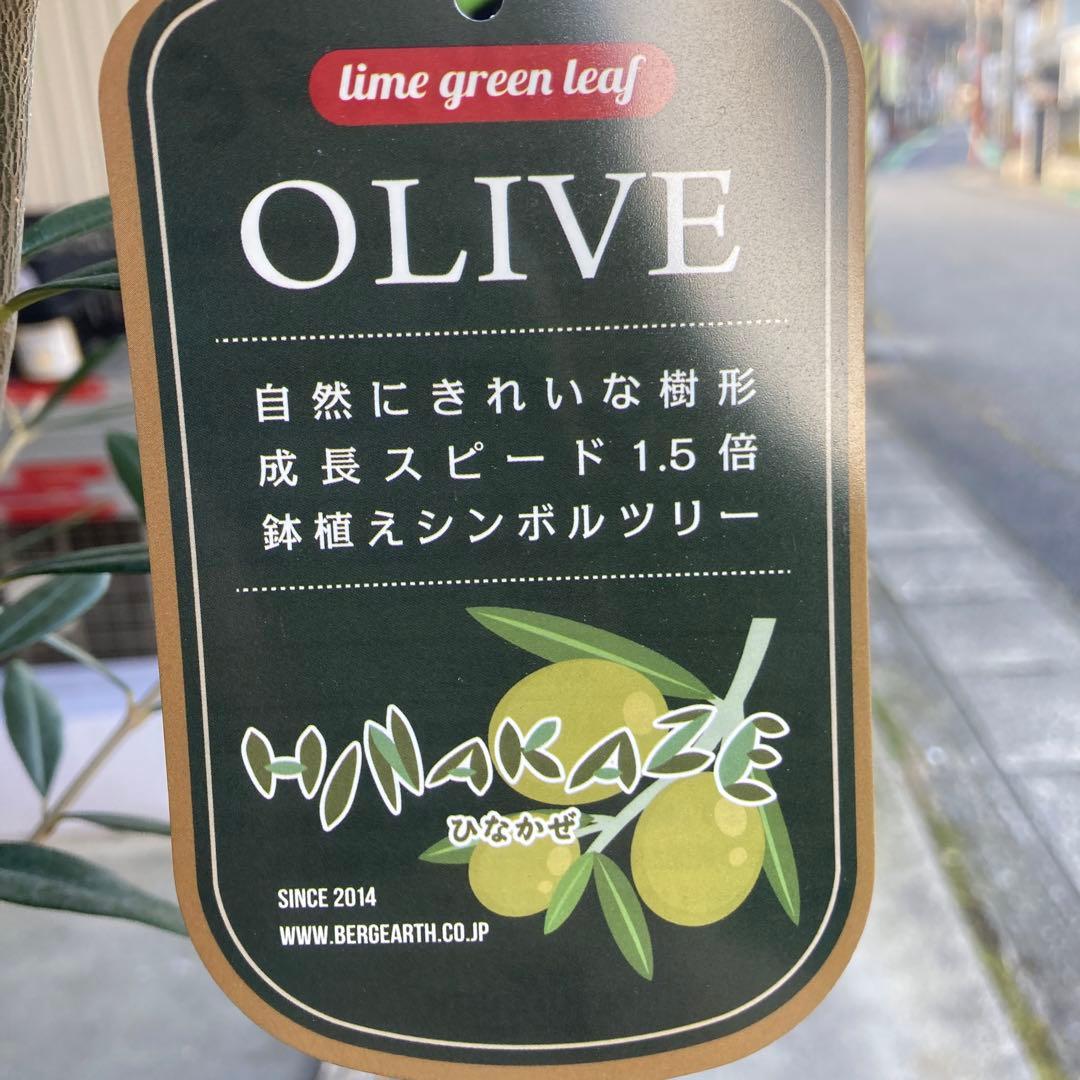 lime green leaf
OLIVE
自然にきれいな樹形
成長スピード1.5倍
鉢植えシンボルツリー
HINAKAZE
ひなかぜ
SINCE 2014
WWW.BERGEARTH.CO.JP